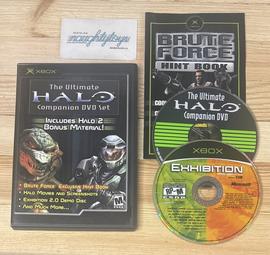 naughtytoys
XBOX
The Ultimate
HALO
Companion DVD Set
INCLUDES HALO 2
BONUS MATERIAL!
• BRUTE FORCE EXCLUSIVE HINT BOOK
• HALO MOVIES AND SCREENSHOTS
• EXHIBITION 2.0 DEMO DISC
• AND MUCH MORE...
M
BRUTE
FORCE
HINT BOOK
The Ultimate
HALO
Companion DVD
XBOX
EXHIBITION
M
Microsoft